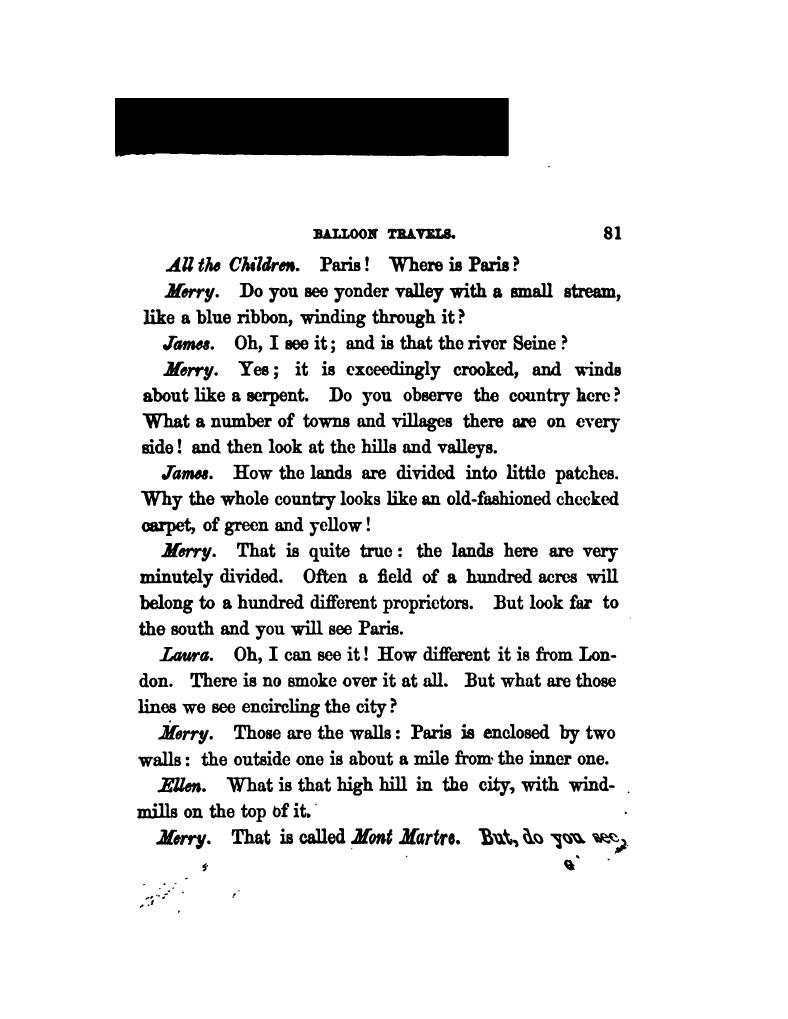 BALLOON TRAVELS. 81
All the Children. Paris! Where is Paris?
Merry. Do you see yonder valley with a small stream,
like a blue ribbon, winding through it?
James. Oh, I see it; and is that the river Seine?
Merry. Yes; it is exceedingly crooked, and winds
about like a serpent. Do you observe the country here?
What a number of towns and villages there are on every
side! and then look at the hills and valleys.
James. How the lands are divided into little patches.
Why the whole country looks like an old-fashioned checked
carpet, of green and yellow!
Merry. That is quite true: the lands here are very
minutely divided. Often a field of a hundred acres will
belong to a hundred different proprietors. But look far to
the south and you will see Paris.
Laura. Oh, I can see it! How different it is from Lon-
don. There is no smoke over it at all. But what are those
lines we see encircling the city?
Merry. Those are the walls: Paris is enclosed by two
walls: the outside one is about a mile from the inner one.
Ellen. What is that high hill in the city, with wind-
mills on the top of it.
Merry. That is called Mont Martre. But, do you see,